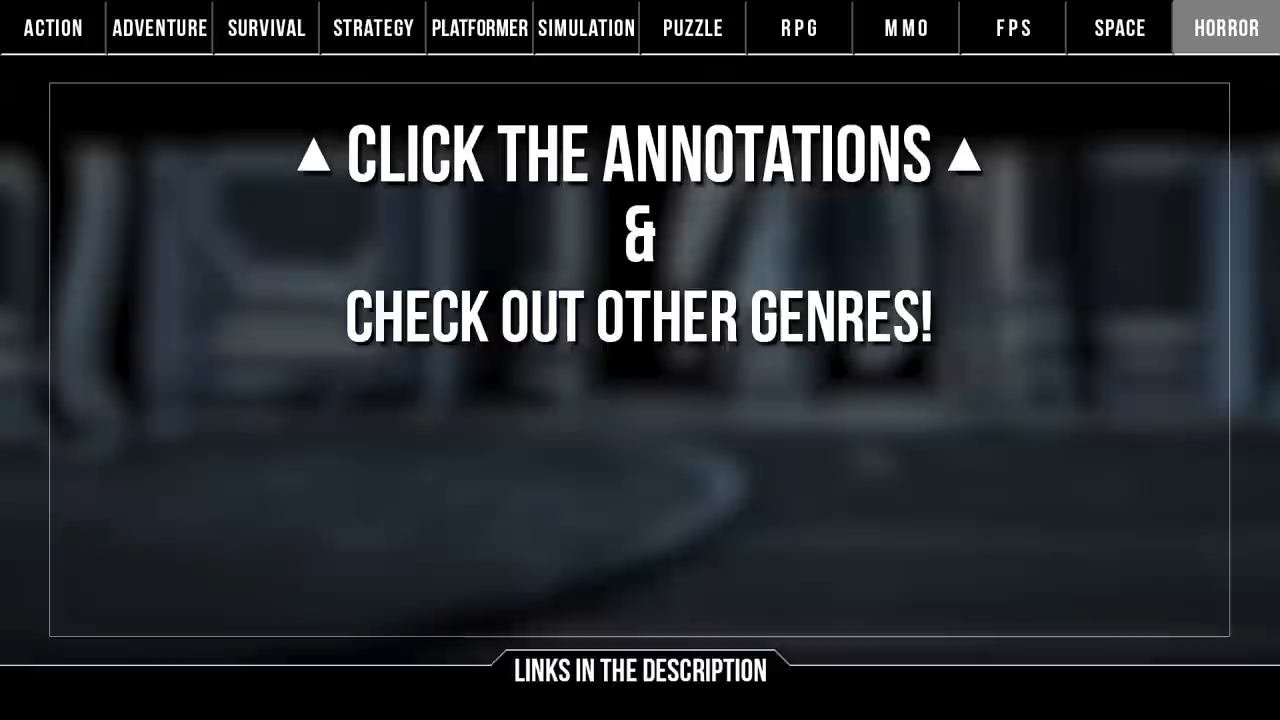 ACTION ADVENTURE SURVIVAL STRATEGY PLATFORMER SIMULATION PUZZLE RPG MMO FPS SPACE HORROR
▲ CLICK THE ANNOTATIONS ▲
&
CHECK OUT OTHER GENRES!
LINKS IN THE DESCRIPTION